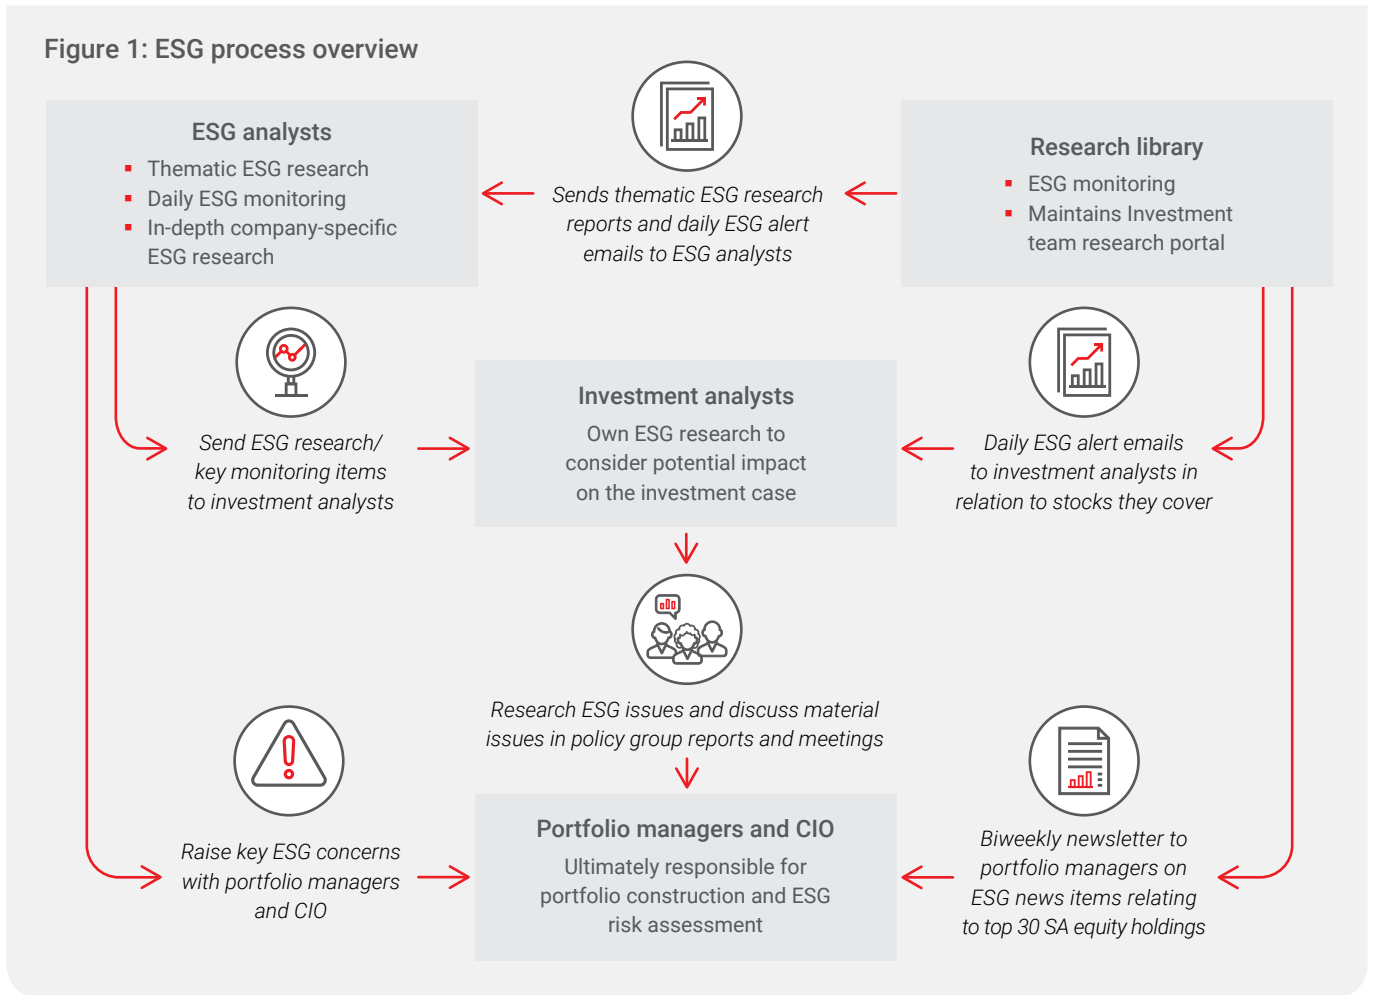 Figure 1: ESG process overview
ESG analysts
Thematic ESG research
Daily ESG monitoring
In-depth company-specific
ESG research
Sends thematic ESG research
reports and daily ESG alert
emails to ESG analysts
Research library
ESG monitoring
Maintains Investment
team research portal
Send ESG research/
key monitoring items
to investment analysts
Investment analysts
Own ESG research to
consider potential impact
on the investment case
Daily ESG alert emails
to investment analysts in
relation to stocks they cover
Research ESG issues and discuss material
issues in policy group reports and meetings
Raise key ESG concerns
with portfolio managers
and CIO
Portfolio managers and CIO
Ultimately responsible for
portfolio construction and ESG
risk assessment
Biweekly newsletter to
portfolio managers on
ESG news items relating
to top 30 SA equity holdings